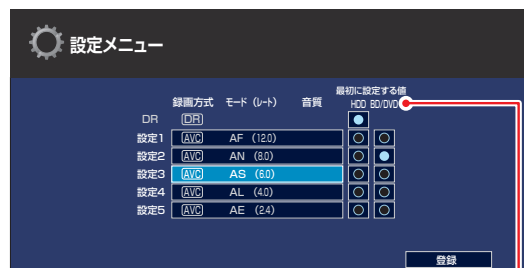 設定メニュー
最初に設定する値
録画方式 モード (レート) 音質 HDD BD/DVD
DR DR
設定1 AVC AF (12.0)
設定2 AVC AN (8.0)
設定3 AVC AS (6.0)
設定4 AVC AL (4.0)
設定5 AVC AE (2.4)
登録